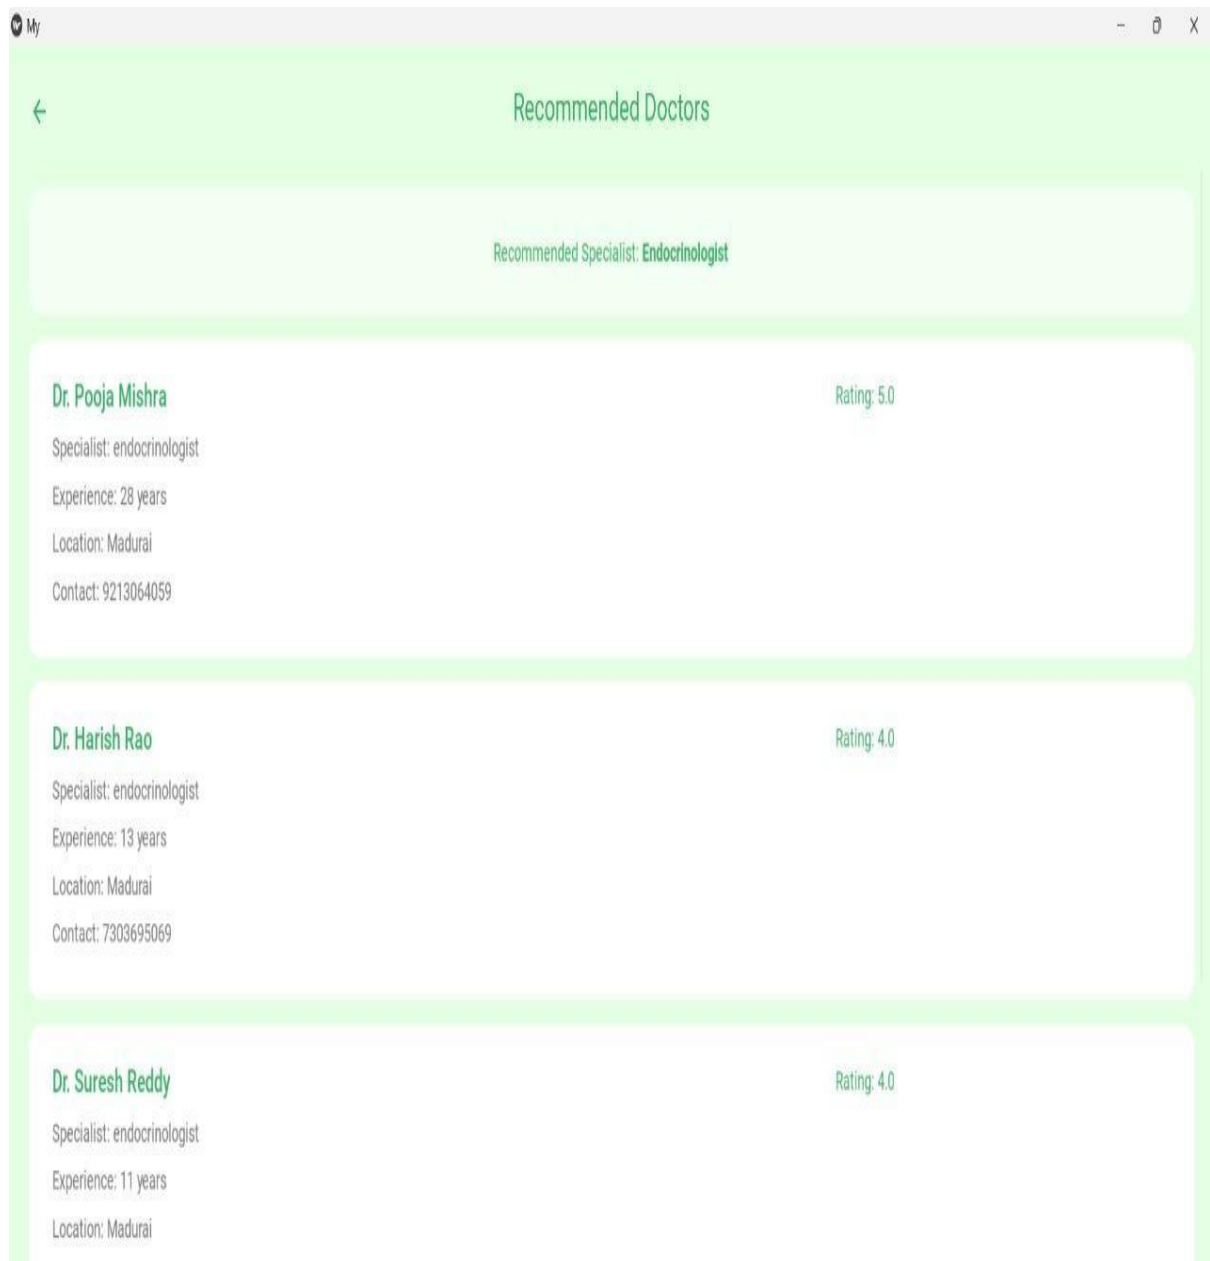 My
Recommended Doctors
Recommended Specialist: Endocrinologist
Dr. Pooja Mishra
Rating: 5.0
Specialist: endocrinologist
Experience: 28 years
Location: Madurai
Contact: 9213064059
Dr. Harish Rao
Rating: 4.0
Specialist: endocrinologist
Experience: 13 years
Location: Madurai
Contact: 7303695069
Dr. Suresh Reddy
Rating: 4.0
Specialist: endocrinologist
Experience: 11 years
Location: Madurai